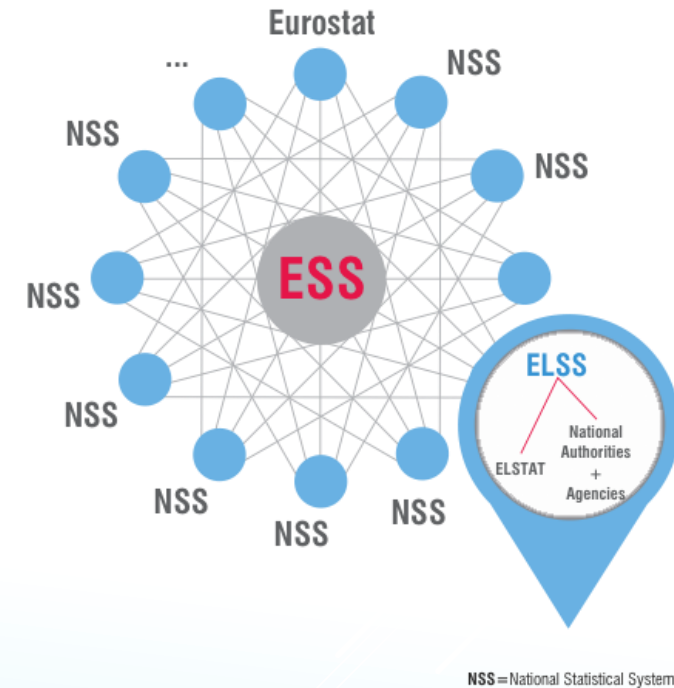 Eurostat
...
NSS
NSS
NSS
ESS
NSS
NSS
ELSS
National
Authorities
+
Agencies
ELSTAT
NSS
NSS
NSS
NSS=National Statistical System